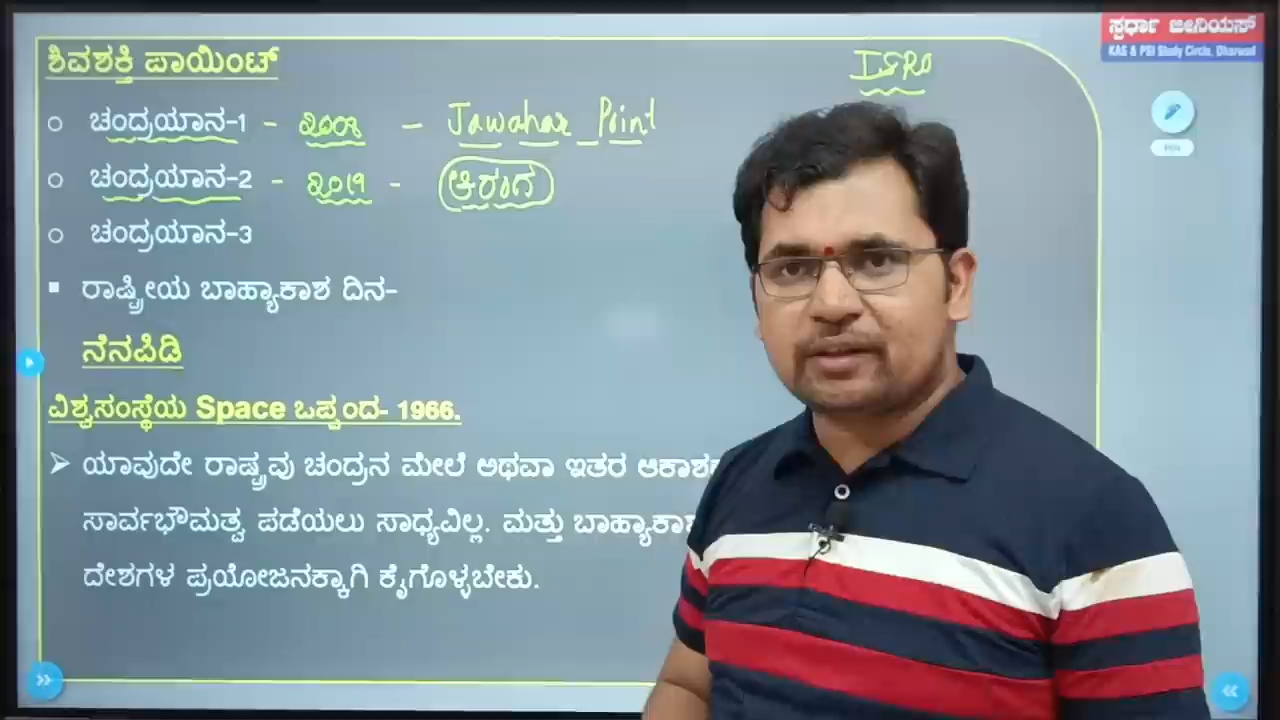 ಸ್ಪರ್ಧಾ ಜೀನಿಯಸ್
KAS & PSI Study Circle, Dharwad
ಶಿವಶಕ್ತಿ ಪಾಯಿಂಟ್
ISRO
ಚಂದ್ರಯಾನ-1 - ೨೦೦೮ - Jawahar Point
ಚಂದ್ರಯಾನ-2 - ೨೦೧೯ - ತಿರಂಗ
ಚಂದ್ರಯಾನ-3
ರಾಷ್ಟ್ರೀಯ ಬಾಹ್ಯಾಕಾಶ ದಿನ-
ನೆನಪಿಡಿ
ವಿಶ್ವಸಂಸ್ಥೆಯ Space ಒಪ್ಪಂದ- 1966.
ಯಾವುದೇ ರಾಷ್ಟ್ರವು ಚಂದ್ರನ ಮೇಲೆ ಅಥವಾ ಇತರ
ಸಾರ್ವಭೌಮತ್ವ ಪಡೆಯಲು ಸಾಧ್ಯವಿಲ್ಲ. ಮತ್ತು
ದೇಶಗಳ ಪ್ರಯೋಜನಕ್ಕಾಗಿ ಕೈಗೊಳ್ಳಬೇಕು.